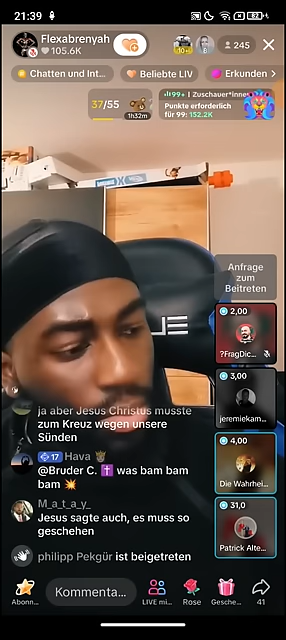 21:39
82
Flexabrenyah
105.6K
245
Chatten und Int...
Beliebte LIV
Erkunden >
37/55
1h32m
99+ | Zuschauer*inne
Punkte erforderlich
für 99: 152.2K
Anfrage
zum
Beitreten
2,00
?FragDic...
3,00
jeremiekam...
4,00
Die Wahrhei...
31,0
Patrick Alte...
ja aber Jesus Christus musste
zum Kreuz wegen unsere
Sünden
17 Hava
@Bruder C. ✝️ was bam bam
bam 💥
M_a_t_a_y_
Jesus sagte auch, es muss so
geschehen
philipp Pekgür ist beigetreten
Abonn...
Kommenta...
LIVE mi...
Rose
Gesche...
41